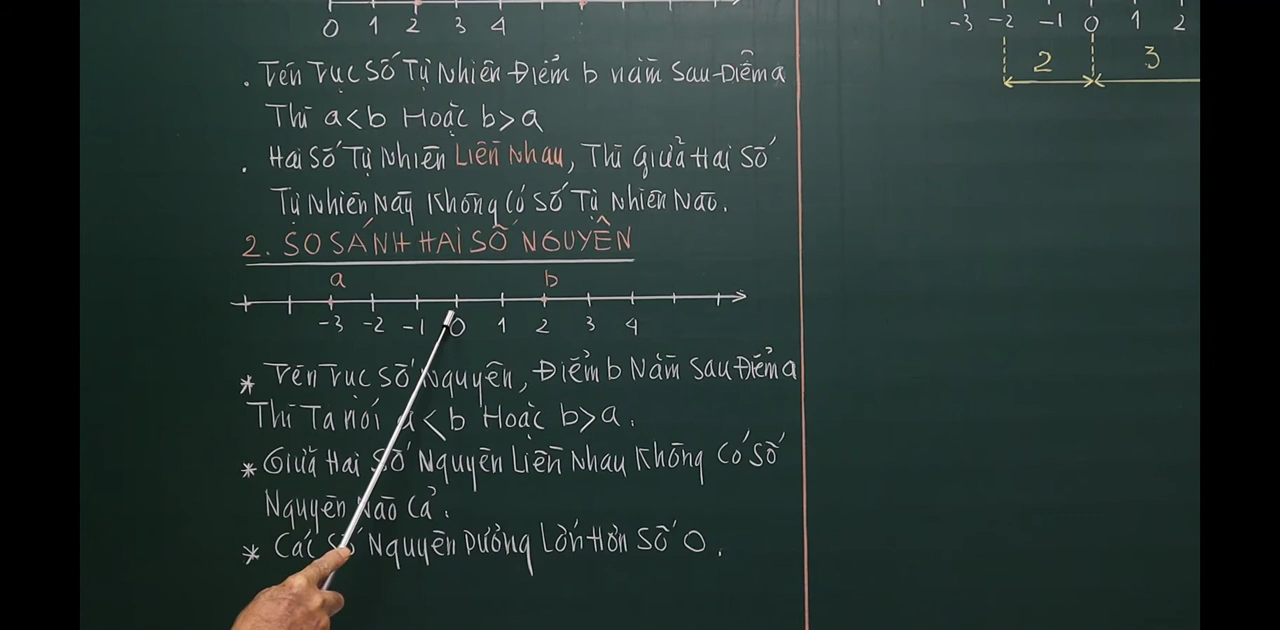 0 1 2 3 4
. Trên Trục Số Tự Nhiên Điểm b nằm Sau Điểm a
Thì a < b Hoặc b > a
. Hai Số Tự Nhiên Liền Nhau, Thì Giữa Hai Số
Tự Nhiên Này Không Có Số Tự Nhiên Nào.
2. SO SÁNH HAI SỐ NGUYÊN
a b
-3 -2 -1 0 1 2 3 4
* Trên Trục Số Nguyên, Điểm b Nằm Sau Điểm a
Thì Ta nói a < b Hoặc b > a.
* Giữa Hai Số Nguyên Liền Nhau Không Có Số
Nguyên Nào Cả.
* Các Số Nguyên Dương Lớn Hơn Số 0.
-3 -2 -1 0 1 2
2 3